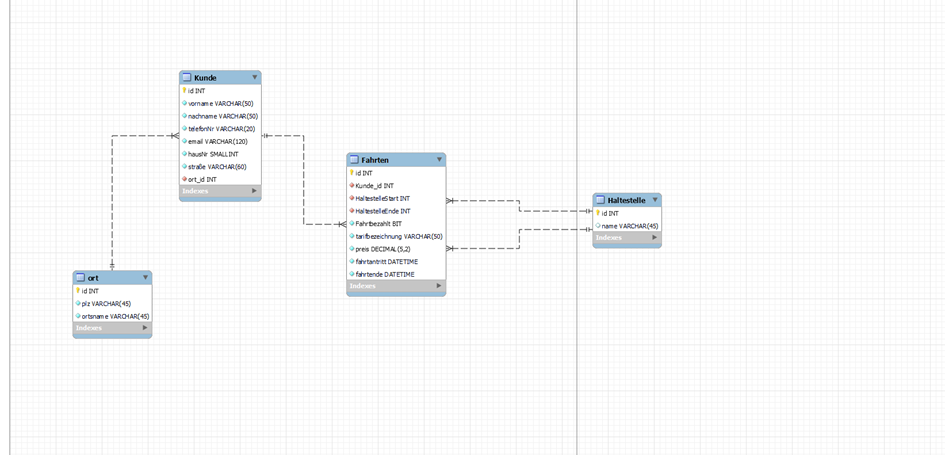 Kunde
id INT
vorname VARCHAR(50)
nachname VARCHAR(50)
telefonNr VARCHAR(20)
email VARCHAR(120)
hausNr SMALLINT
straße VARCHAR(60)
ort_id INT
Indexes
Fahrten
id INT
Kunde_id INT
HaltestelleStart INT
HaltestelleEnde INT
Fahrtbezahlt BIT
tarifbezeichnung VARCHAR(50)
preis DECIMAL(5,2)
fahrtantritt DATETIME
fahrtende DATETIME
Indexes
Haltestelle
id INT
name VARCHAR(45)
Indexes
ort
id INT
plz VARCHAR(45)
ortsname VARCHAR(45)
Indexes